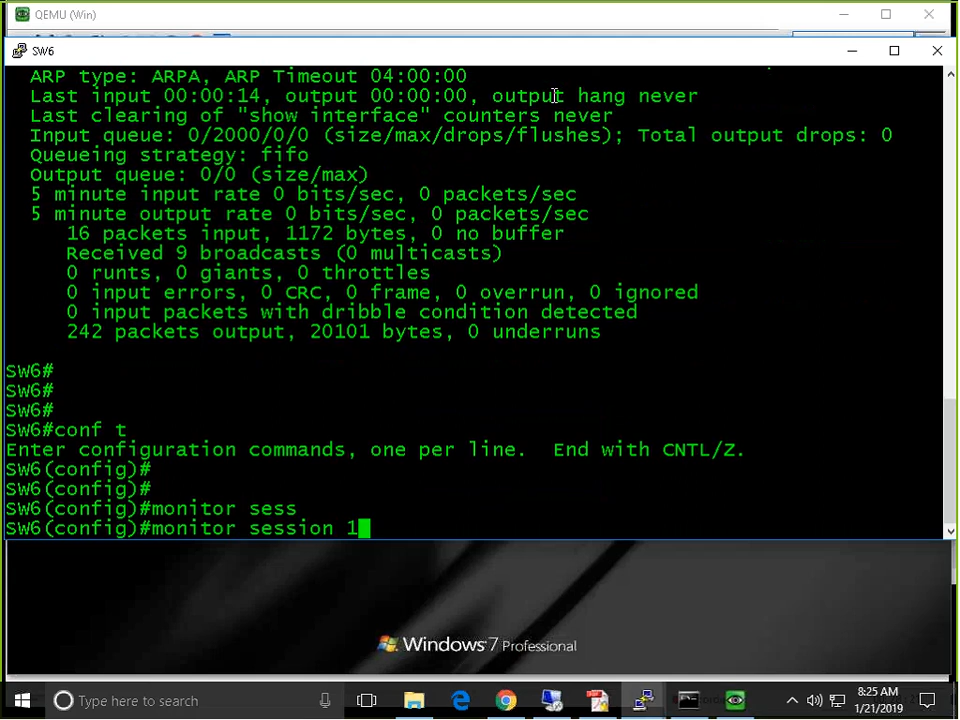 QEMU (Win)
SW6
ARP type: ARPA, ARP Timeout 04:00:00
Last input 00:00:14, output 00:00:00, output hang never
Last clearing of "show interface" counters never
Input queue: 0/2000/0/0 (size/max/drops/flushes); Total output drops: 0
Queueing strategy: fifo
Output queue: 0/0 (size/max)
5 minute input rate 0 bits/sec, 0 packets/sec
5 minute output rate 0 bits/sec, 0 packets/sec
16 packets input, 1172 bytes, 0 no buffer
Received 9 broadcasts (0 multicasts)
0 runts, 0 giants, 0 throttles
0 input errors, 0 CRC, 0 frame, 0 overrun, 0 ignored
0 input packets with dribble condition detected
242 packets output, 20101 bytes, 0 underruns
SW6#
SW6#
SW6#
SW6#conf t
Enter configuration commands, one per line.  End with CNTL/Z.
SW6(config)#
SW6(config)#
SW6(config)#monitor sess
SW6(config)#monitor session 1
Windows 7 Professional
Type here to search
8:25 AM
1/21/2019